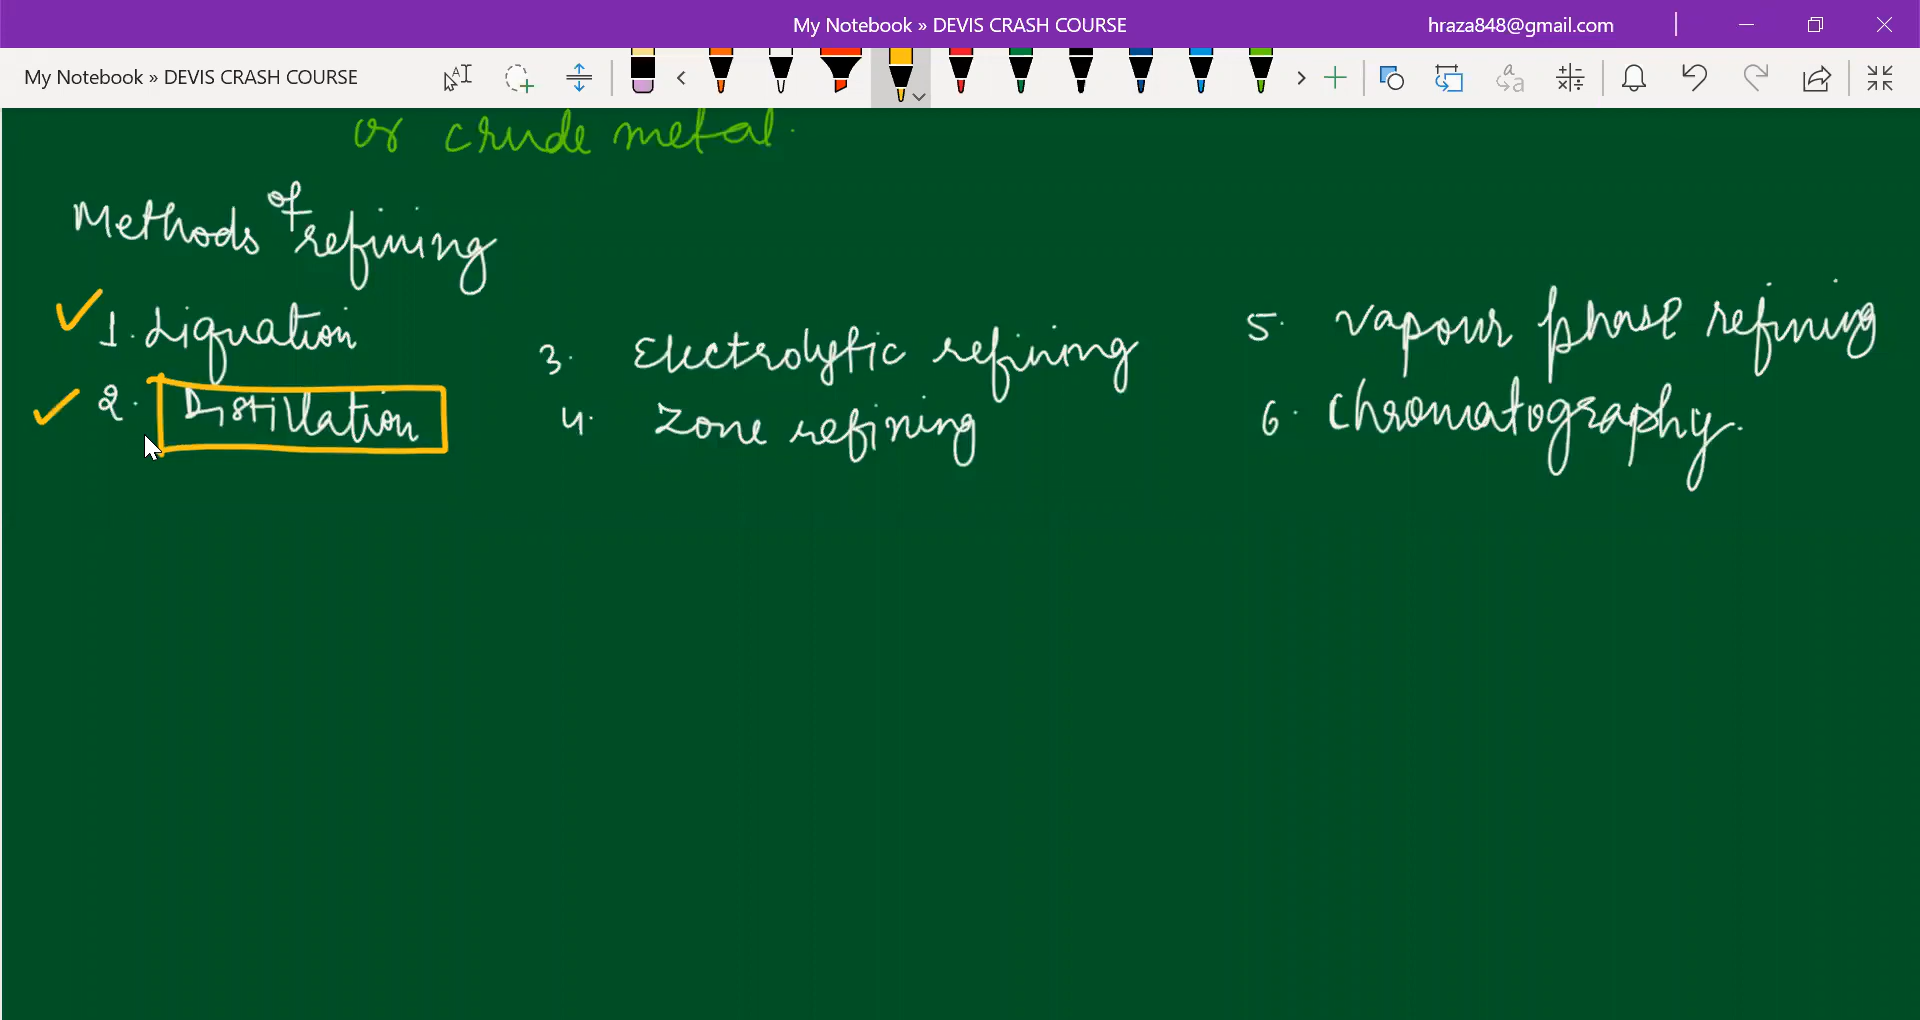 My Notebook » DEVIS CRASH COURSE
hraza848@gmail.com
My Notebook » DEVIS CRASH COURSE
or crude metal.
Methods of refining
1. Liquation
2. Distillation
3. Electrolytic refining
4. Zone refining
5. Vapour phase refining
6. Chromatography.